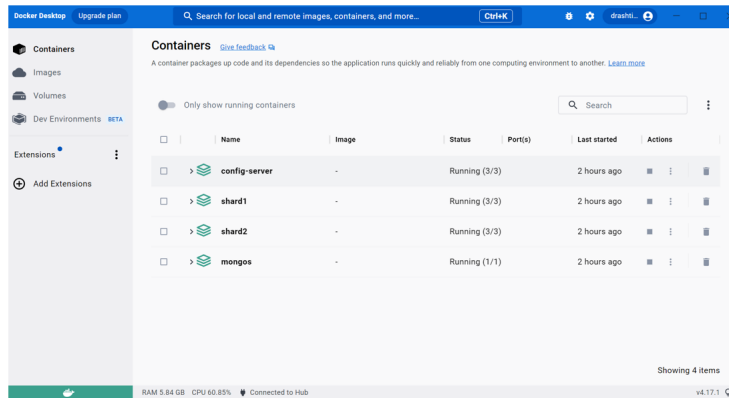 Docker Desktop Upgrade plan Search for local and remote images, containers, and more... Ctrl+K drashti...
Containers
Images
Volumes
Dev Environments BETA
Extensions
Add Extensions
Containers Give feedback
A container packages up code and its dependencies so the application runs quickly and reliably from one computing environment to another. Learn more
Only show running containers Search
Name Image Status Port(s) Last started Actions
config-server - Running (3/3) 2 hours ago
shard1 - Running (3/3) 2 hours ago
shard2 - Running (3/3) 2 hours ago
mongos - Running (1/1) 2 hours ago
Showing 4 items
RAM 5.84 GB CPU 60.85% Connected to Hub v4.17.1